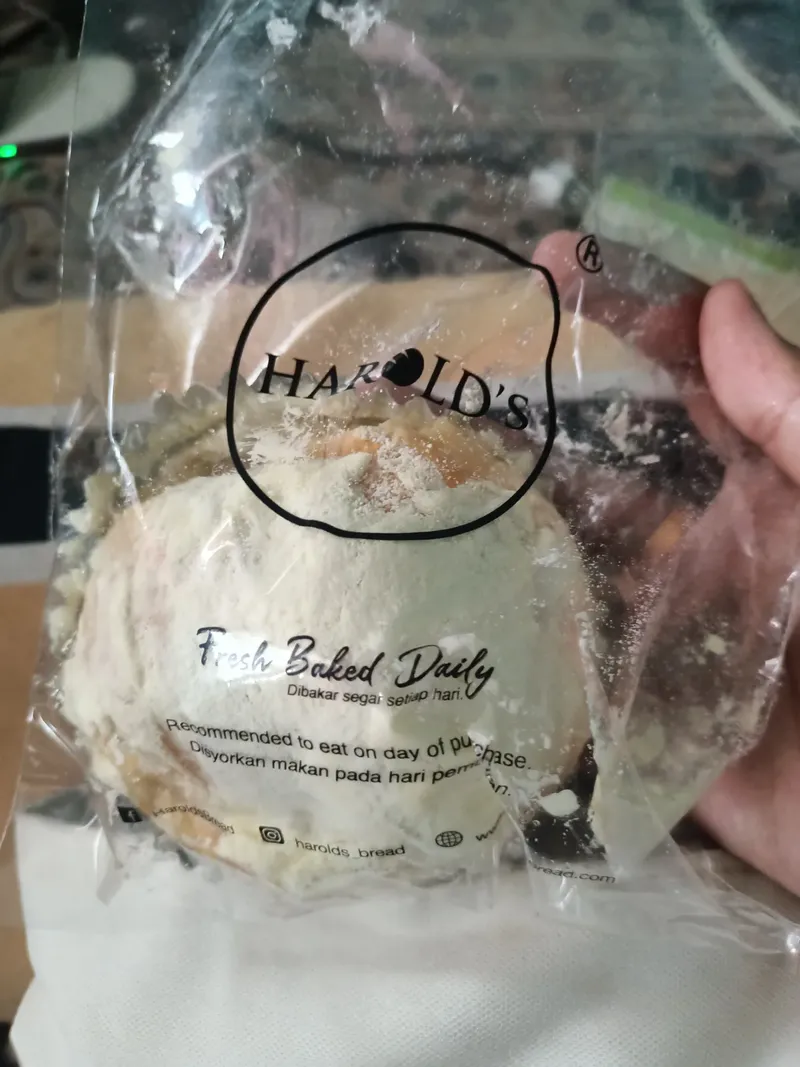 HAROLD'S ®
Fresh Baked Daily
Dibakar segar setiap hari.
Recommended to eat on day of purchase.
Disyorkan makan pada hari
HaroldsBread
harolds_bread